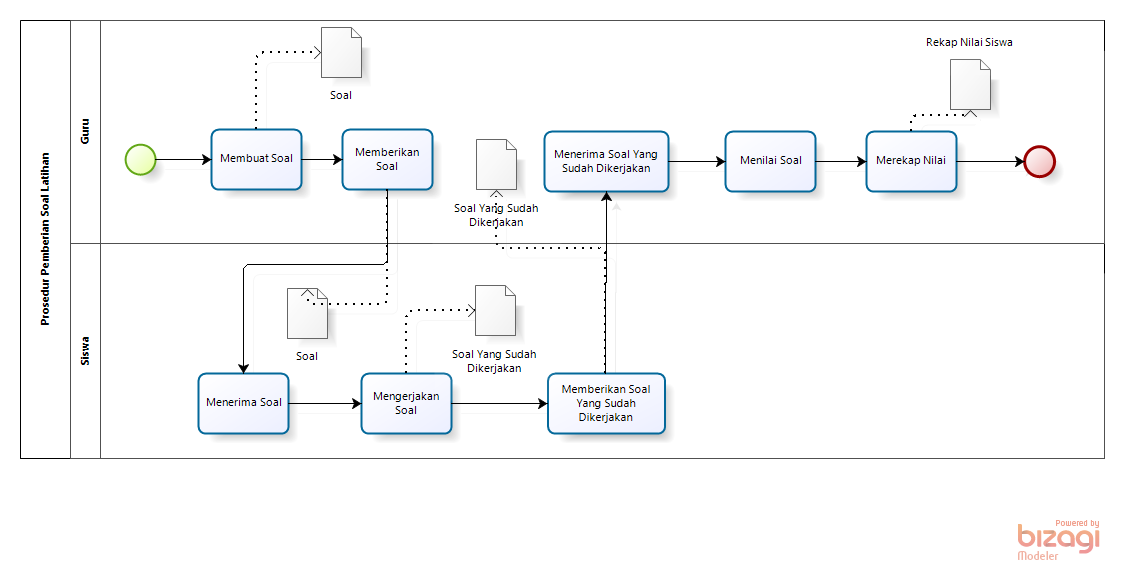 Prosedur Pemberian Soal Latihan
Guru
Soal
Rekap Nilai Siswa
Membuat Soal
Memberikan
Soal
Menerima Soal Yang
Sudah Dikerjakan
Menilai Soal
Merekap Nilai
Soal Yang Sudah
Dikerjakan
Siswa
Soal
Soal Yang Sudah
Dikerjakan
Menerima Soal
Mengerjakan
Soal
Memberikan Soal
Yang Sudah
Dikerjakan
Powered by
bizagi
Modeler